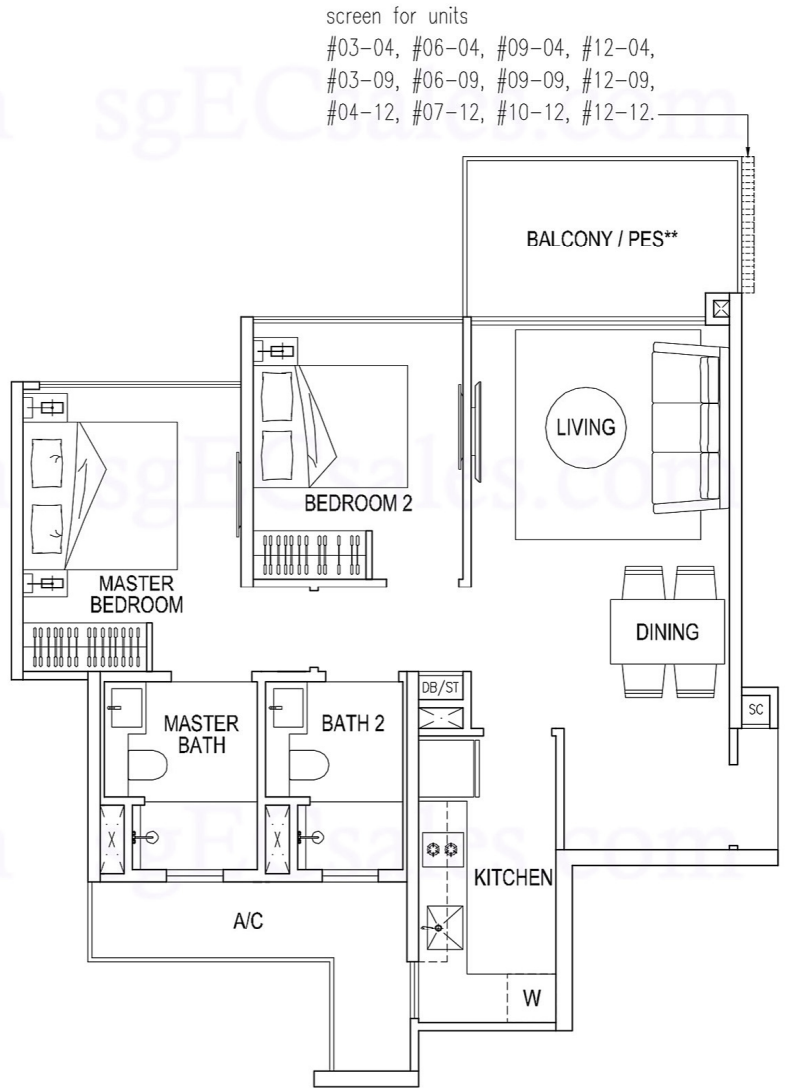 screen for units
#03-04, #06-04, #09-04, #12-04,
#03-09, #06-09, #09-09, #12-09,
#04-12, #07-12, #10-12, #12-12.
sgECsales.com
BALCONY / PES**
LIVING
BEDROOM 2
sgECsales.com
MASTER
BEDROOM
DINING
DB/ST
SC
MASTER
BATH
BATH 2
sgECsales.com
KITCHEN
A/C
W